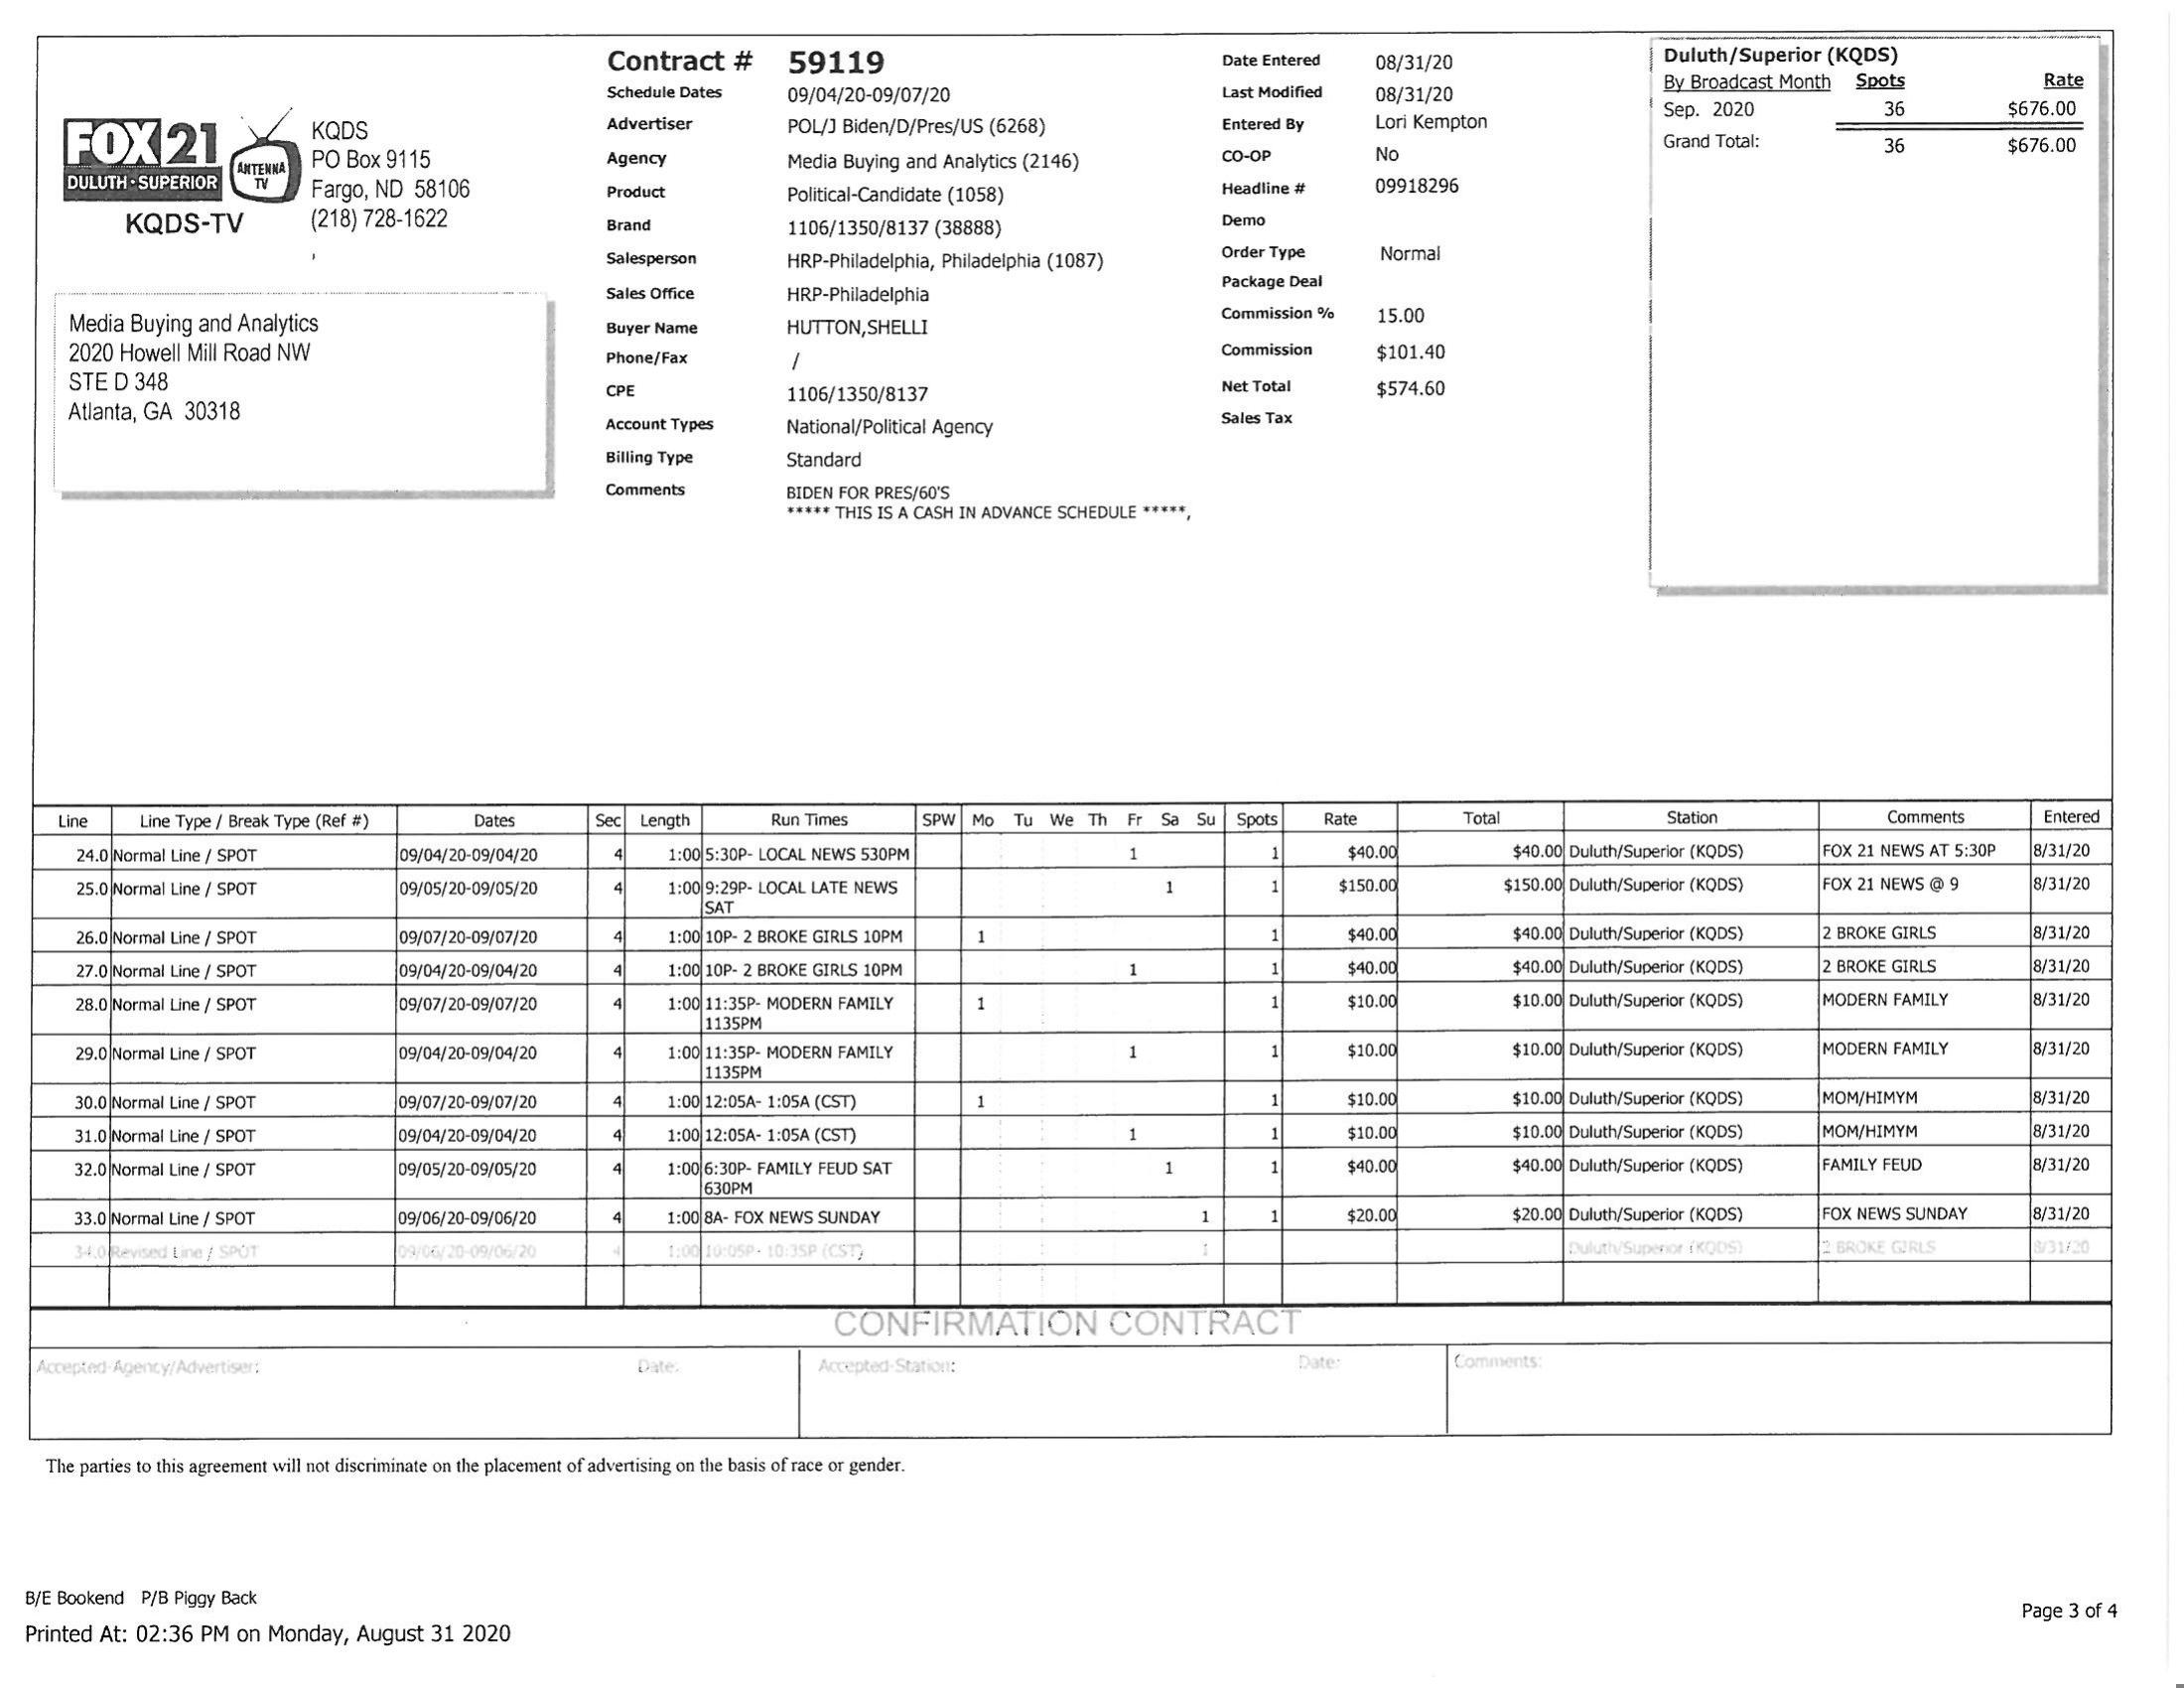 FOX 21
DULUTH · SUPERIOR
ANTENNA
TV
KQDS-TV
KQDS
PO Box 9115
Fargo, ND 58106
(218) 728-1622
Media Buying and Analytics
2020 Howell Mill Road NW
STE D 348
Atlanta, GA 30318
Contract # 59119
Schedule Dates 09/04/20-09/07/20
Advertiser POL/J Biden/D/Pres/US (6268)
Agency Media Buying and Analytics (2146)
Product Political-Candidate (1058)
Brand 1106/1350/8137 (38888)
Salesperson HRP-Philadelphia, Philadelphia (1087)
Sales Office HRP-Philadelphia
Buyer Name HUTTON,SHELLI
Phone/Fax /
CPE 1106/1350/8137
Account Types National/Political Agency
Billing Type Standard
Comments BIDEN FOR PRES/60'S
***** THIS IS A CASH IN ADVANCE SCHEDULE *****,
Date Entered 08/31/20
Last Modified 08/31/20
Entered By Lori Kempton
CO-OP No
Headline # 09918296
Demo
Order Type Normal
Package Deal
Commission % 15.00
Commission $101.40
Net Total $574.60
Sales Tax
Duluth/Superior (KQDS)
By Broadcast Month Spots Rate
Sep. 2020 36 $676.00
Grand Total: 36 $676.00
Line Line Type / Break Type (Ref #) Dates Sec Length Run Times SPW Mo Tu We Th Fr Sa Su Spots Rate Total Station Comments Entered
24.0 Normal Line / SPOT 09/04/20-09/04/20 4 1:00 5:30P- LOCAL NEWS 530PM 1 1 $40.00 $40.00 Duluth/Superior (KQDS) FOX 21 NEWS AT 5:30P 8/31/20
25.0 Normal Line / SPOT 09/05/20-09/05/20 4 1:00 9:29P- LOCAL LATE NEWS 1 1 $150.00 $150.00 Duluth/Superior (KQDS) FOX 21 NEWS @ 9 8/31/20
SAT
26.0 Normal Line / SPOT 09/07/20-09/07/20 4 1:00 10P- 2 BROKE GIRLS 10PM 1 1 $40.00 $40.00 Duluth/Superior (KQDS) 2 BROKE GIRLS 8/31/20
27.0 Normal Line / SPOT 09/04/20-09/04/20 4 1:00 10P- 2 BROKE GIRLS 10PM 1 1 $40.00 $40.00 Duluth/Superior (KQDS) 2 BROKE GIRLS 8/31/20
28.0 Normal Line / SPOT 09/07/20-09/07/20 4 1:00 11:35P- MODERN FAMILY 1 1 $10.00 $10.00 Duluth/Superior (KQDS) MODERN FAMILY 8/31/20
1135PM
29.0 Normal Line / SPOT 09/04/20-09/04/20 4 1:00 11:35P- MODERN FAMILY 1 1 $10.00 $10.00 Duluth/Superior (KQDS) MODERN FAMILY 8/31/20
1135PM
30.0 Normal Line / SPOT 09/07/20-09/07/20 4 1:00 12:05A- 1:05A (CST) 1 1 $10.00 $10.00 Duluth/Superior (KQDS) MOM/HIMYM 8/31/20
31.0 Normal Line / SPOT 09/04/20-09/04/20 4 1:00 12:05A- 1:05A (CST) 1 1 $10.00 $10.00 Duluth/Superior (KQDS) MOM/HIMYM 8/31/20
32.0 Normal Line / SPOT 09/05/20-09/05/20 4 1:00 6:30P- FAMILY FEUD SAT 1 1 $40.00 $40.00 Duluth/Superior (KQDS) FAMILY FEUD 8/31/20
630PM
33.0 Normal Line / SPOT 09/06/20-09/06/20 4 1:00 8A- FOX NEWS SUNDAY 1 1 $20.00 $20.00 Duluth/Superior (KQDS) FOX NEWS SUNDAY 8/31/20
34.0 Revised Line / SPOT 09/06/20-09/06/20 4 1:00 10:05P- 10:35P (CST) 1 Duluth/Superior (KQDS) 2 BROKE GIRLS 8/31/20
CONFIRMATION CONTRACT
Accepted-Agency/Advertiser: Date: Accepted-Station: Date: Comments:
The parties to this agreement will not discriminate on the placement of advertising on the basis of race or gender.
B/E Bookend P/B Piggy Back
Printed At: 02:36 PM on Monday, August 31 2020
Page 3 of 4